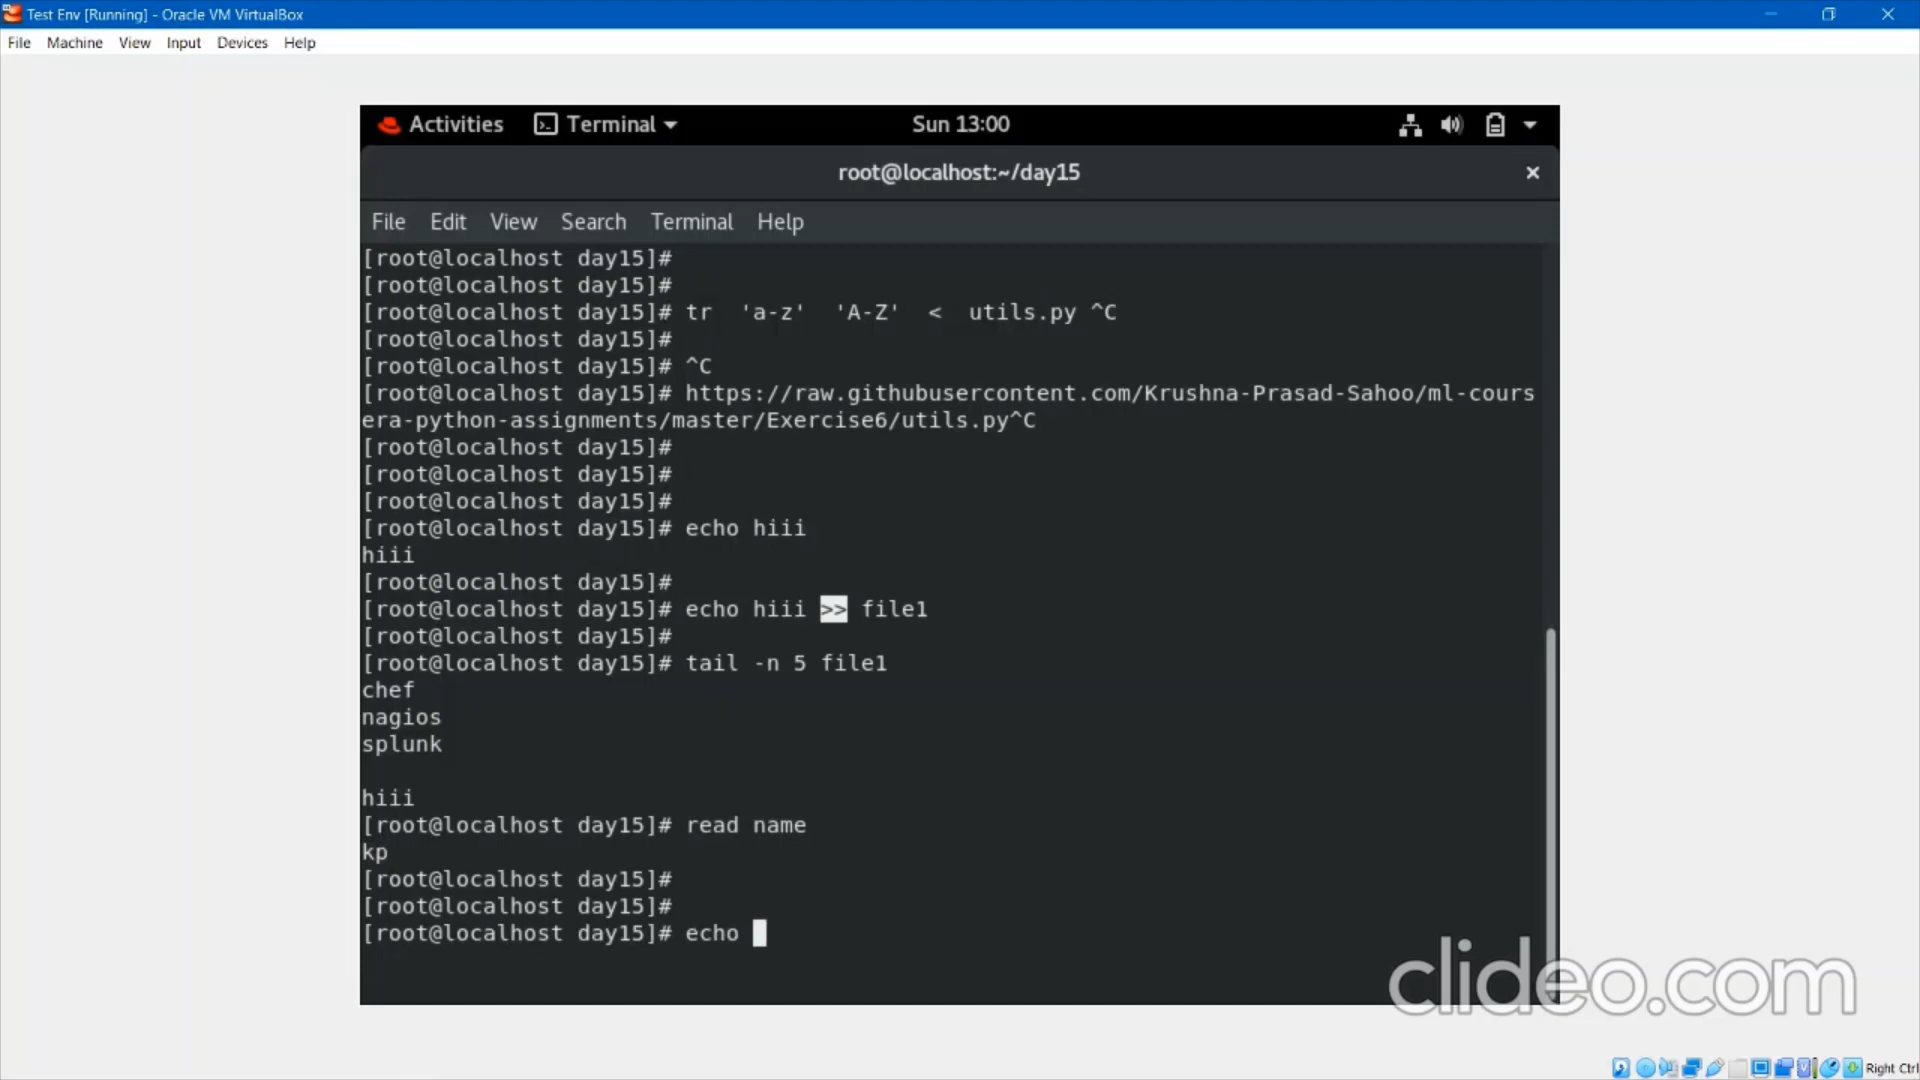 Test Env [Running] - Oracle VM VirtualBox
File Machine View Input Devices Help
Activities Terminal Sun 13:00
root@localhost:~/day15
File Edit View Search Terminal Help
[root@localhost day15]#
[root@localhost day15]#
[root@localhost day15]# tr  'a-z'  'A-Z'  <  utils.py ^C
[root@localhost day15]#
[root@localhost day15]# ^C
[root@localhost day15]# https://raw.githubusercontent.com/Krushna-Prasad-Sahoo/ml-cours
era-python-assignments/master/Exercise6/utils.py^C
[root@localhost day15]#
[root@localhost day15]#
[root@localhost day15]#
[root@localhost day15]# echo hiii
hiii
[root@localhost day15]#
[root@localhost day15]# echo hiii >> file1
[root@localhost day15]#
[root@localhost day15]# tail -n 5 file1
chef
nagios
splunk

hiii
[root@localhost day15]# read name
kp
[root@localhost day15]#
[root@localhost day15]#
[root@localhost day15]# echo
clideo.com
Right Ctrl